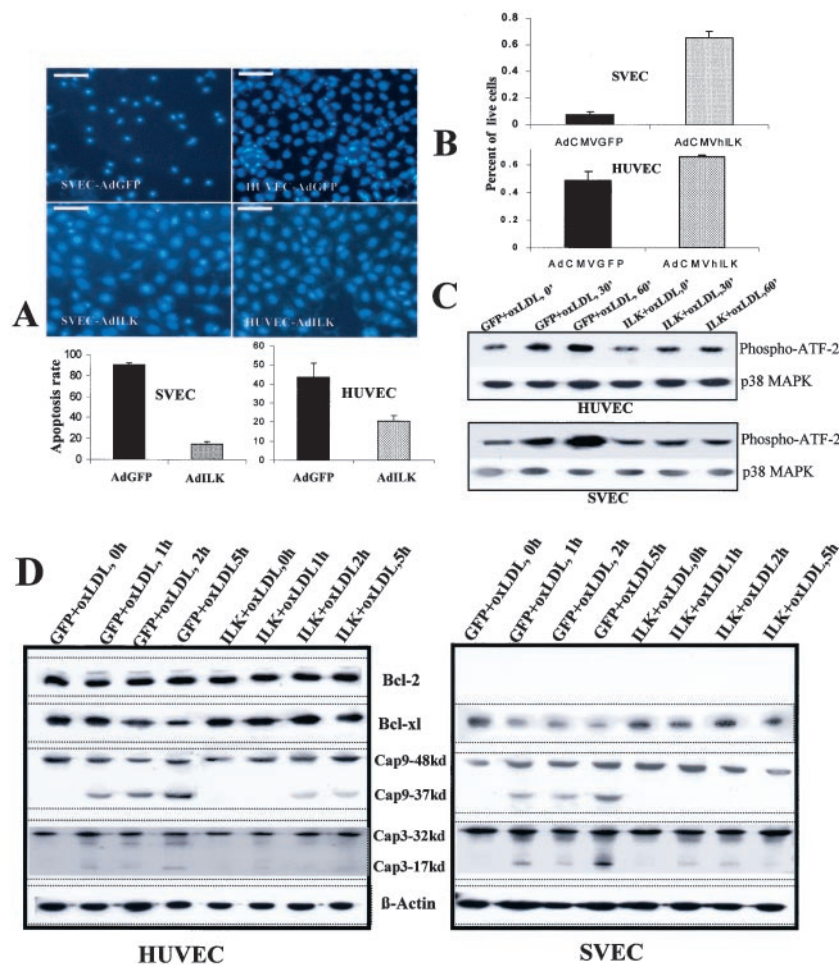 SVEC-AdGFP
HUVEC-AdGFP
SVEC-AdILK
HUVEC-AdILK
A
Apoptosis rate
100
80
60
40
20
0
SVEC
AdGFP
AdILK
60
50
40
30
20
10
0
HUVEC
AdGFP
AdILK
B
Percent of live cells
0.8
0.6
0.4
0.2
0
SVEC
AdCMVGFP
AdCMVhILK
0.6
0.4
0.2
0
HUVEC
AdCMVGFP
AdCMVhILK
C
GFP+oxLDL, 0'
GFP+oxLDL, 30'
GFP+oxLDL, 60'
ILK+oxLDL,0'
ILK+oxLDL,30'
ILK+oxLDL,60'
Phospho-ATF-2
p38 MAPK
HUVEC
Phospho-ATF-2
p38 MAPK
SVEC
D
GFP+oxLDL, 0h
GFP+oxLDL, 1h
GFP+oxLDL, 2h
GFP+oxLDL5h
ILK+oxLDL,0h
ILK+oxLDL1h
ILK+oxLDL2h
ILK+oxLDL,5h
GFP+oxLDL, 0h
GFP+oxLDL, 1h
GFP+oxLDL, 2h
GFP+oxLDL,5h
ILK+oxLDL,0h
ILK+oxLDL1h
ILK+oxLDL2h
ILK+oxLDL,5h
Bcl-2
Bcl-xl
Cap9-48kd
Cap9-37kd
Cap3-32kd
Cap3-17kd
ß-Actin
HUVEC
SVEC